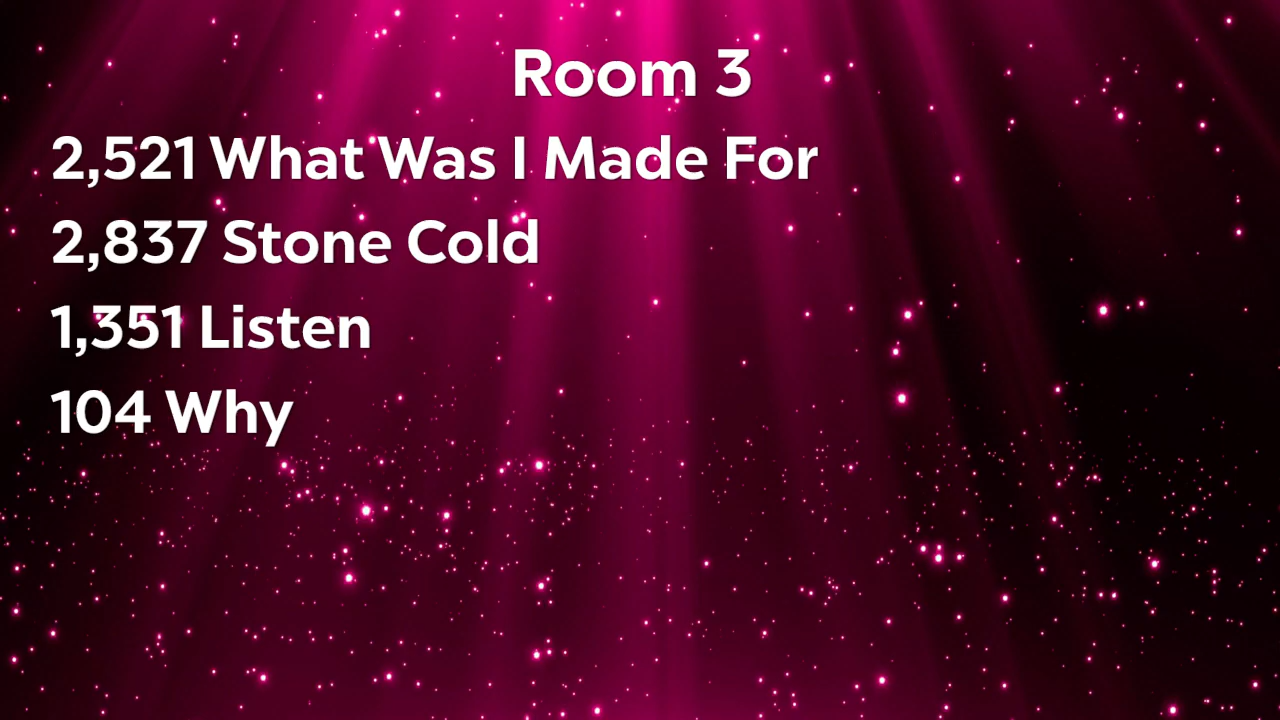 Room 3
2,521 What Was I Made For
2,837 Stone Cold
1,351 Listen
104 Why